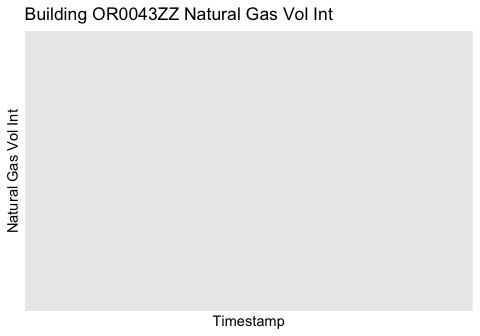 Building OR0043ZZ Natural Gas Vol Int
Natural Gas Vol Int
Timestamp